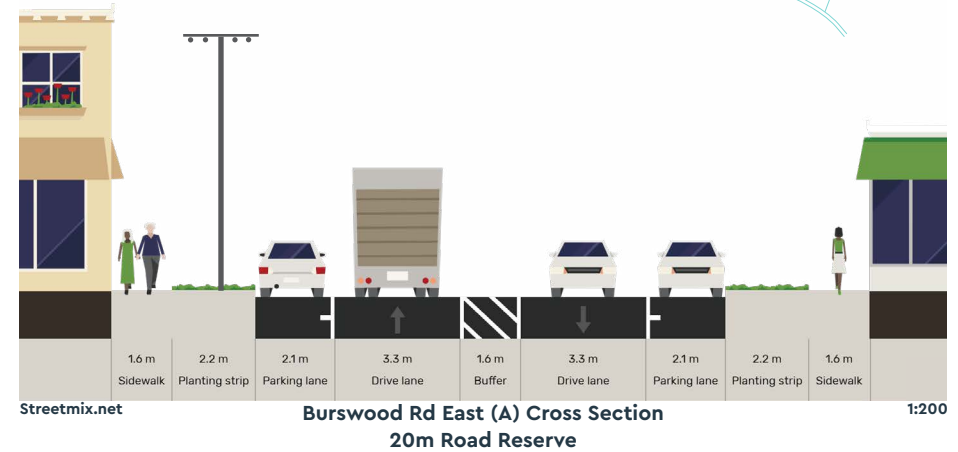 1.6 m 2.2 m 2.1 m 3.3 m 1.6 m 3.3 m 2.1 m 2.2 m 1.6 m
Sidewalk Planting strip Parking lane Drive lane Buffer Drive lane Parking lane Planting strip Sidewalk
Streetmix.net Burswood Rd East (A) Cross Section 1:200
20m Road Reserve